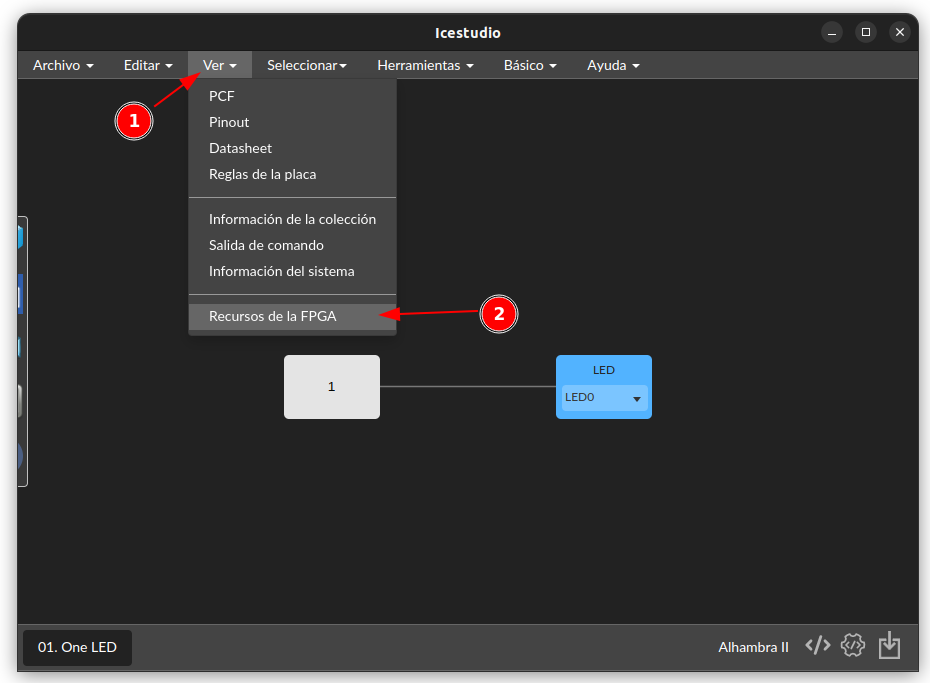 Icestudio
Archivo Editar Ver Seleccionar Herramientas Básico Ayuda
1
PCF
Pinout
Datasheet
Reglas de la placa
Información de la colección
Salida de comando
Información del sistema
Recursos de la FPGA
2
1
LED
LED0
01. One LED
Alhambra II